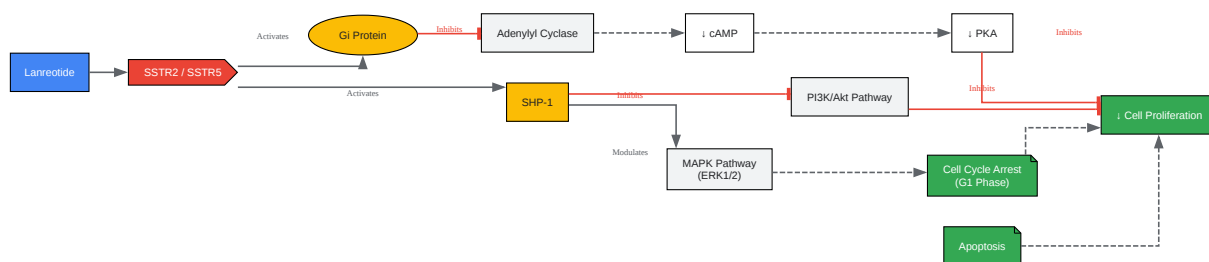 Activates
Gi Protein
Inhibits
Adenylyl Cyclase
↓ cAMP
↓ PKA
Inhibits
Lanreotide
SSTR2 / SSTR5
Activates
SHP-1
Inhibits
PI3K/Akt Pathway
Inhibits
↓ Cell Proliferation
Modulates
MAPK Pathway
(ERK1/2)
Cell Cycle Arrest
(G1 Phase)
Apoptosis